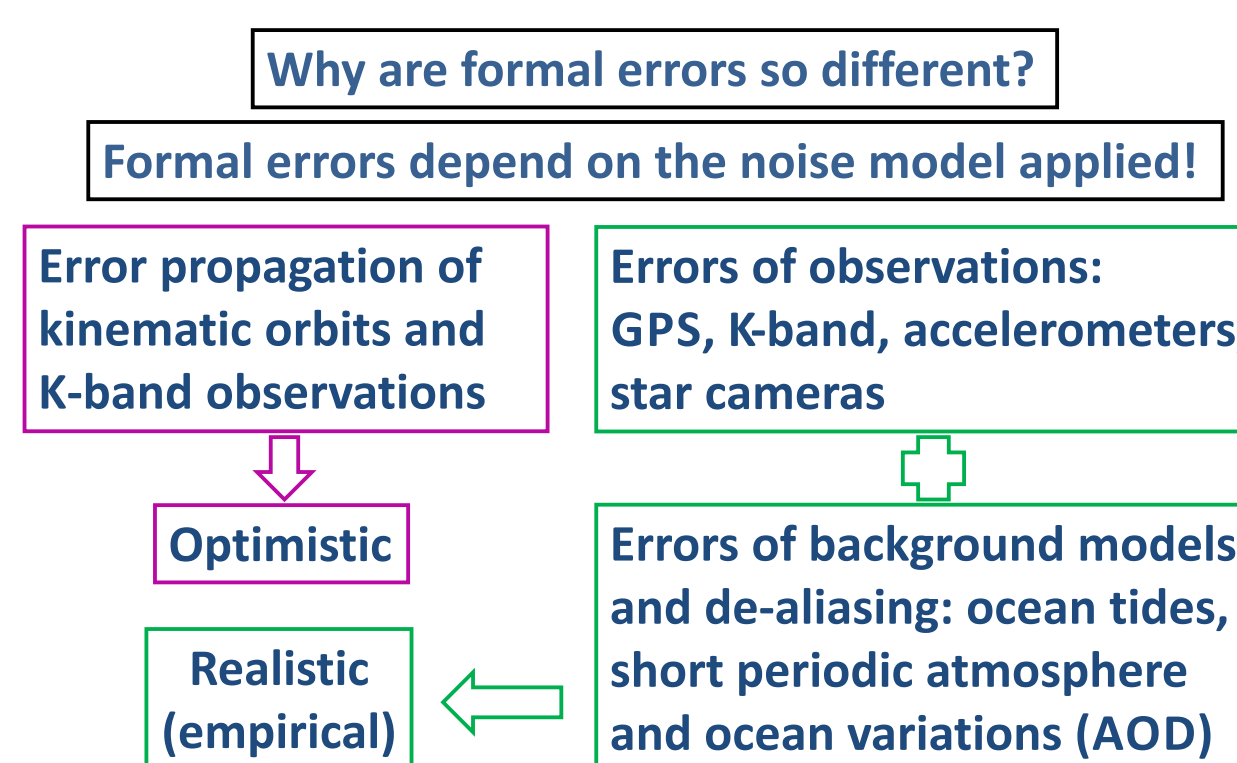 Why are formal errors so different?
Formal errors depend on the noise model applied!
Error propagation of
kinematic orbits and
K-band observations
Errors of observations:
GPS, K-band, accelerometers
star cameras
Optimistic
Errors of background models
and de-aliasing: ocean tides,
short periodic atmosphere
and ocean variations (AOD)
Realistic
(empirical)